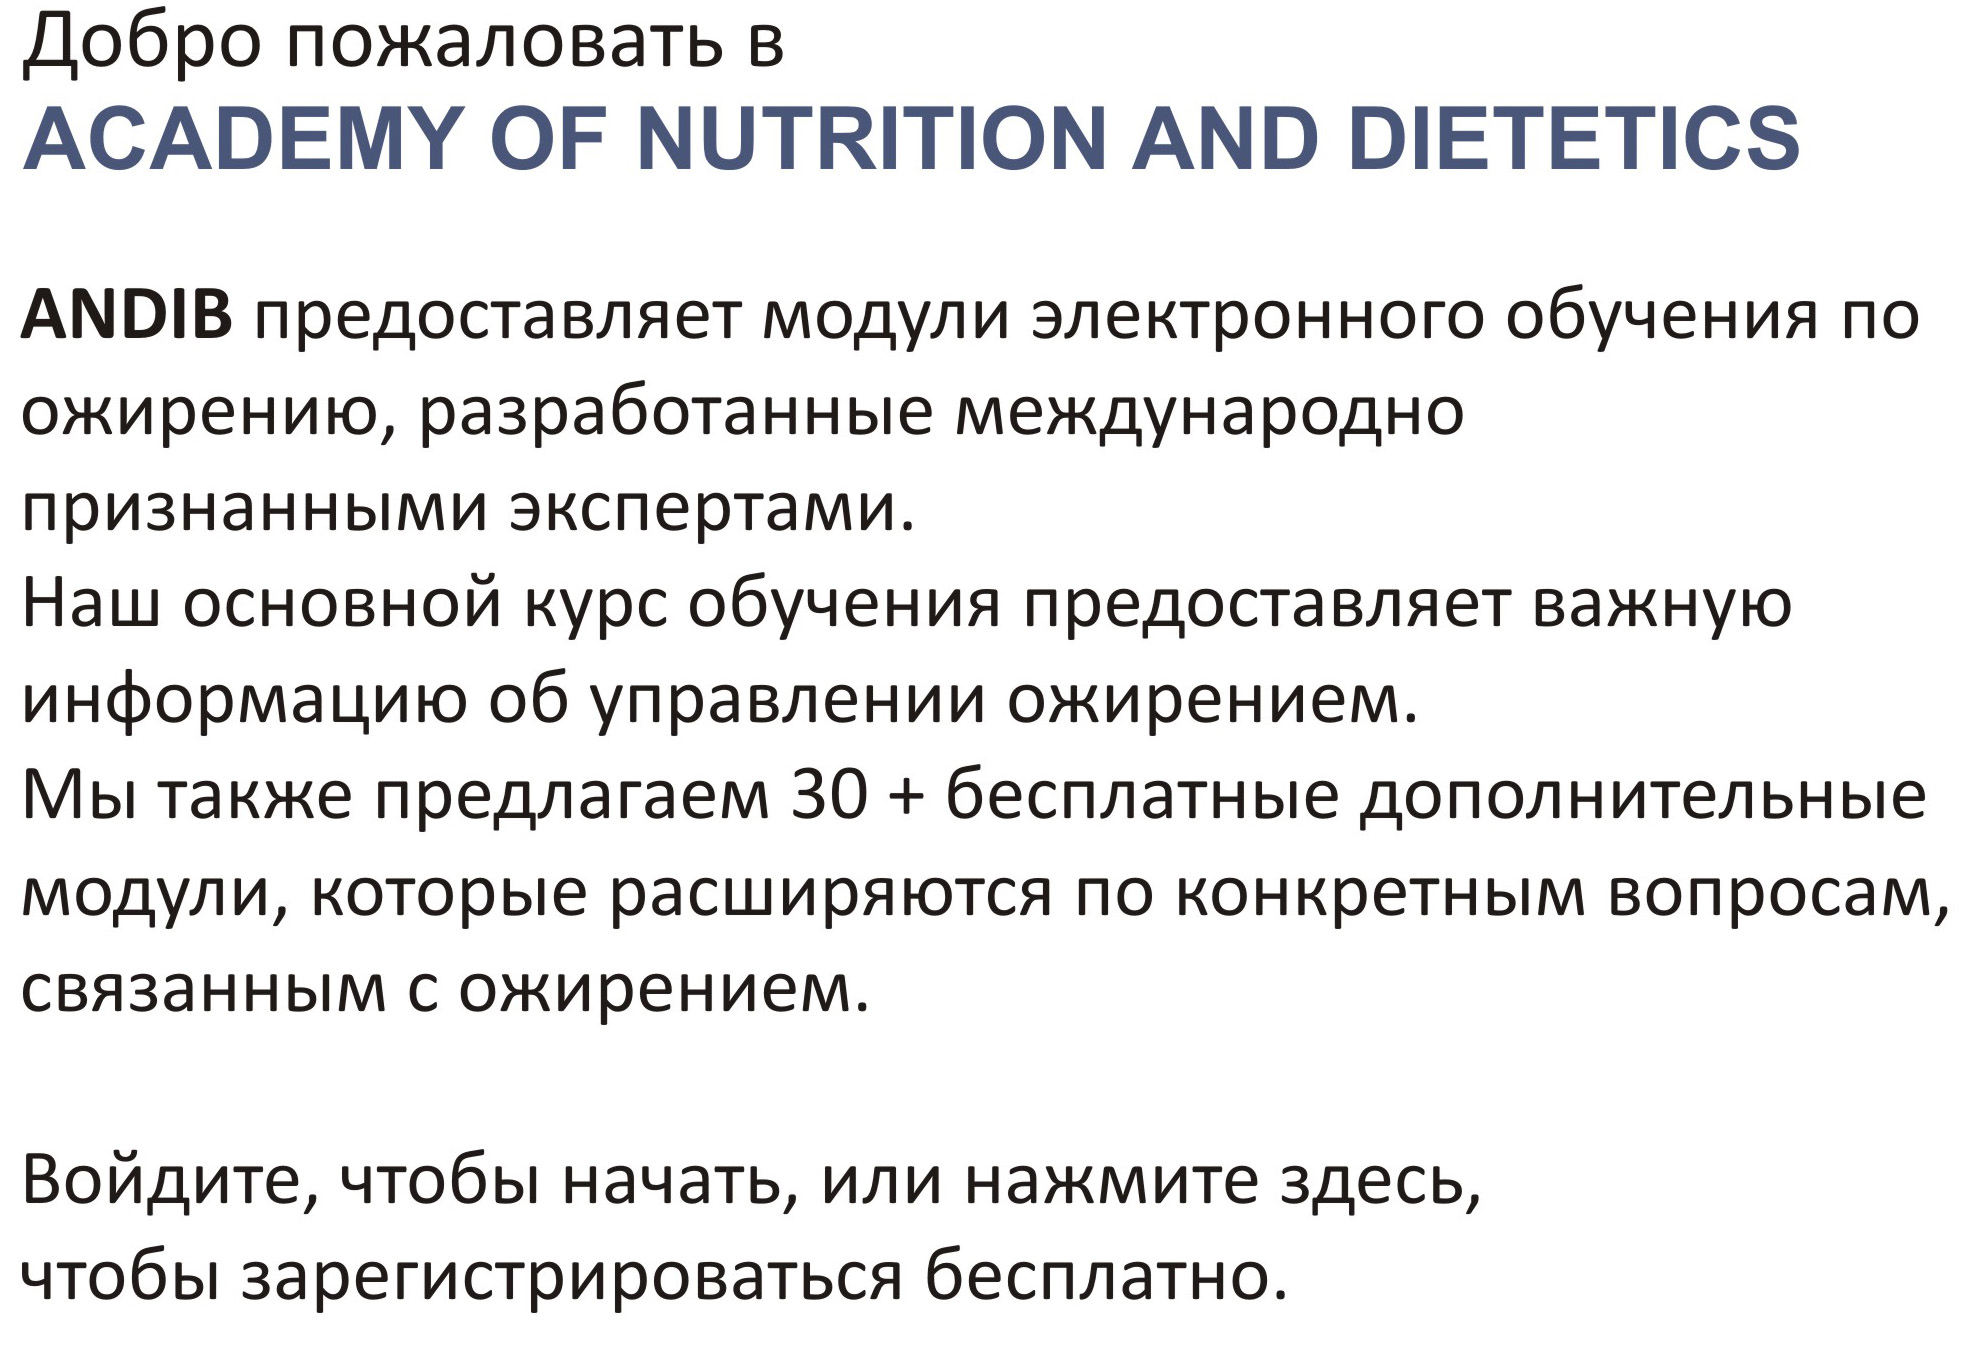 Добро пожаловать в
ACADEMY OF NUTRITION AND DIETETICS
ANDIB предоставляет модули электронного обучения по
ожирению, разработанные международно
признанными экспертами.
Наш основной курс обучения предоставляет важную
информацию об управлении ожирением.
Мы также предлагаем 30 + бесплатные дополнительные
модули, которые расширяются по конкретным вопросам,
связанным с ожирением.
Войдите, чтобы начать, или нажмите здесь,
чтобы зарегистрироваться бесплатно.